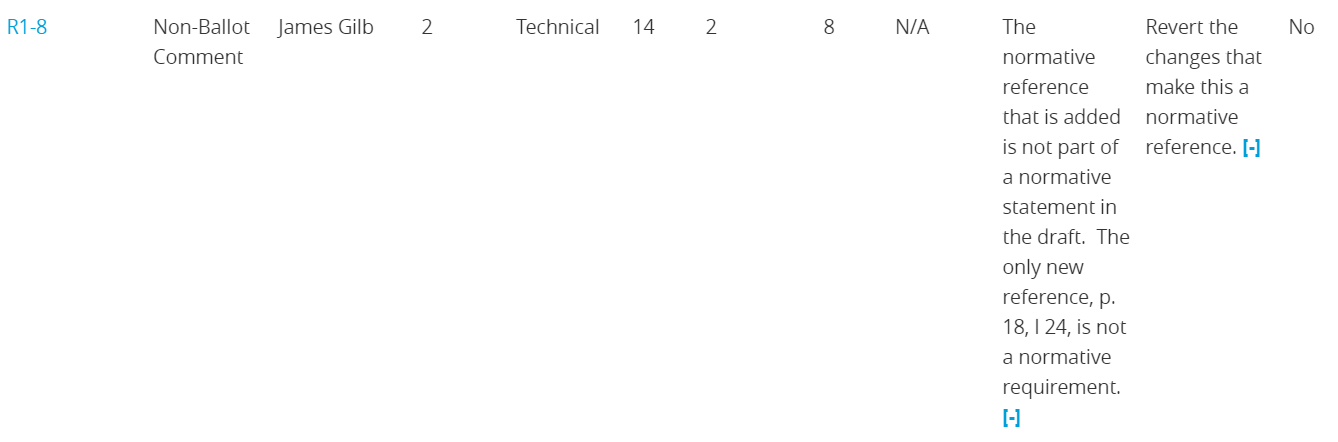 R1-8 Non-Ballot James Gilb 2 Technical 14 2 8 N/A The Revert the No
Comment normative changes that
reference make this a
that is added normative
is not part of reference. [-]
a normative
statement in
the draft.  The
only new
reference, p.
18, l 24, is not
a normative
requirement.
[-]